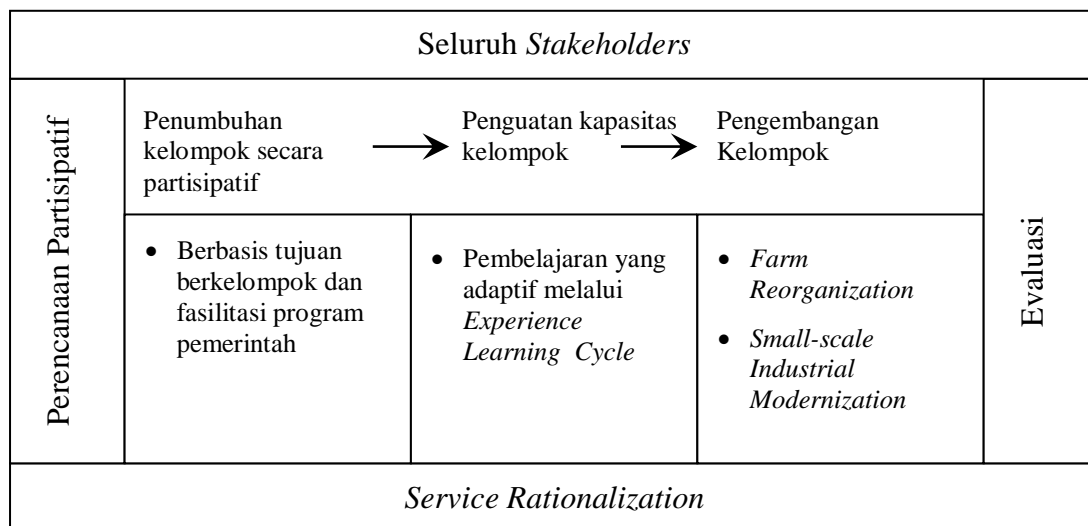 Seluruh Stakeholders
Perencanaan Partisipatif
Penumbuhan
kelompok secara
partisipatif
Penguatan kapasitas
kelompok
Pengembangan
Kelompok
• Berbasis tujuan
berkelompok dan
fasilitasi program
pemerintah
• Pembelajaran yang
adaptif melalui
Experience
Learning Cycle
• Farm
Reorganization
• Small-scale
Industrial
Modernization
Evaluasi
Service Rationalization